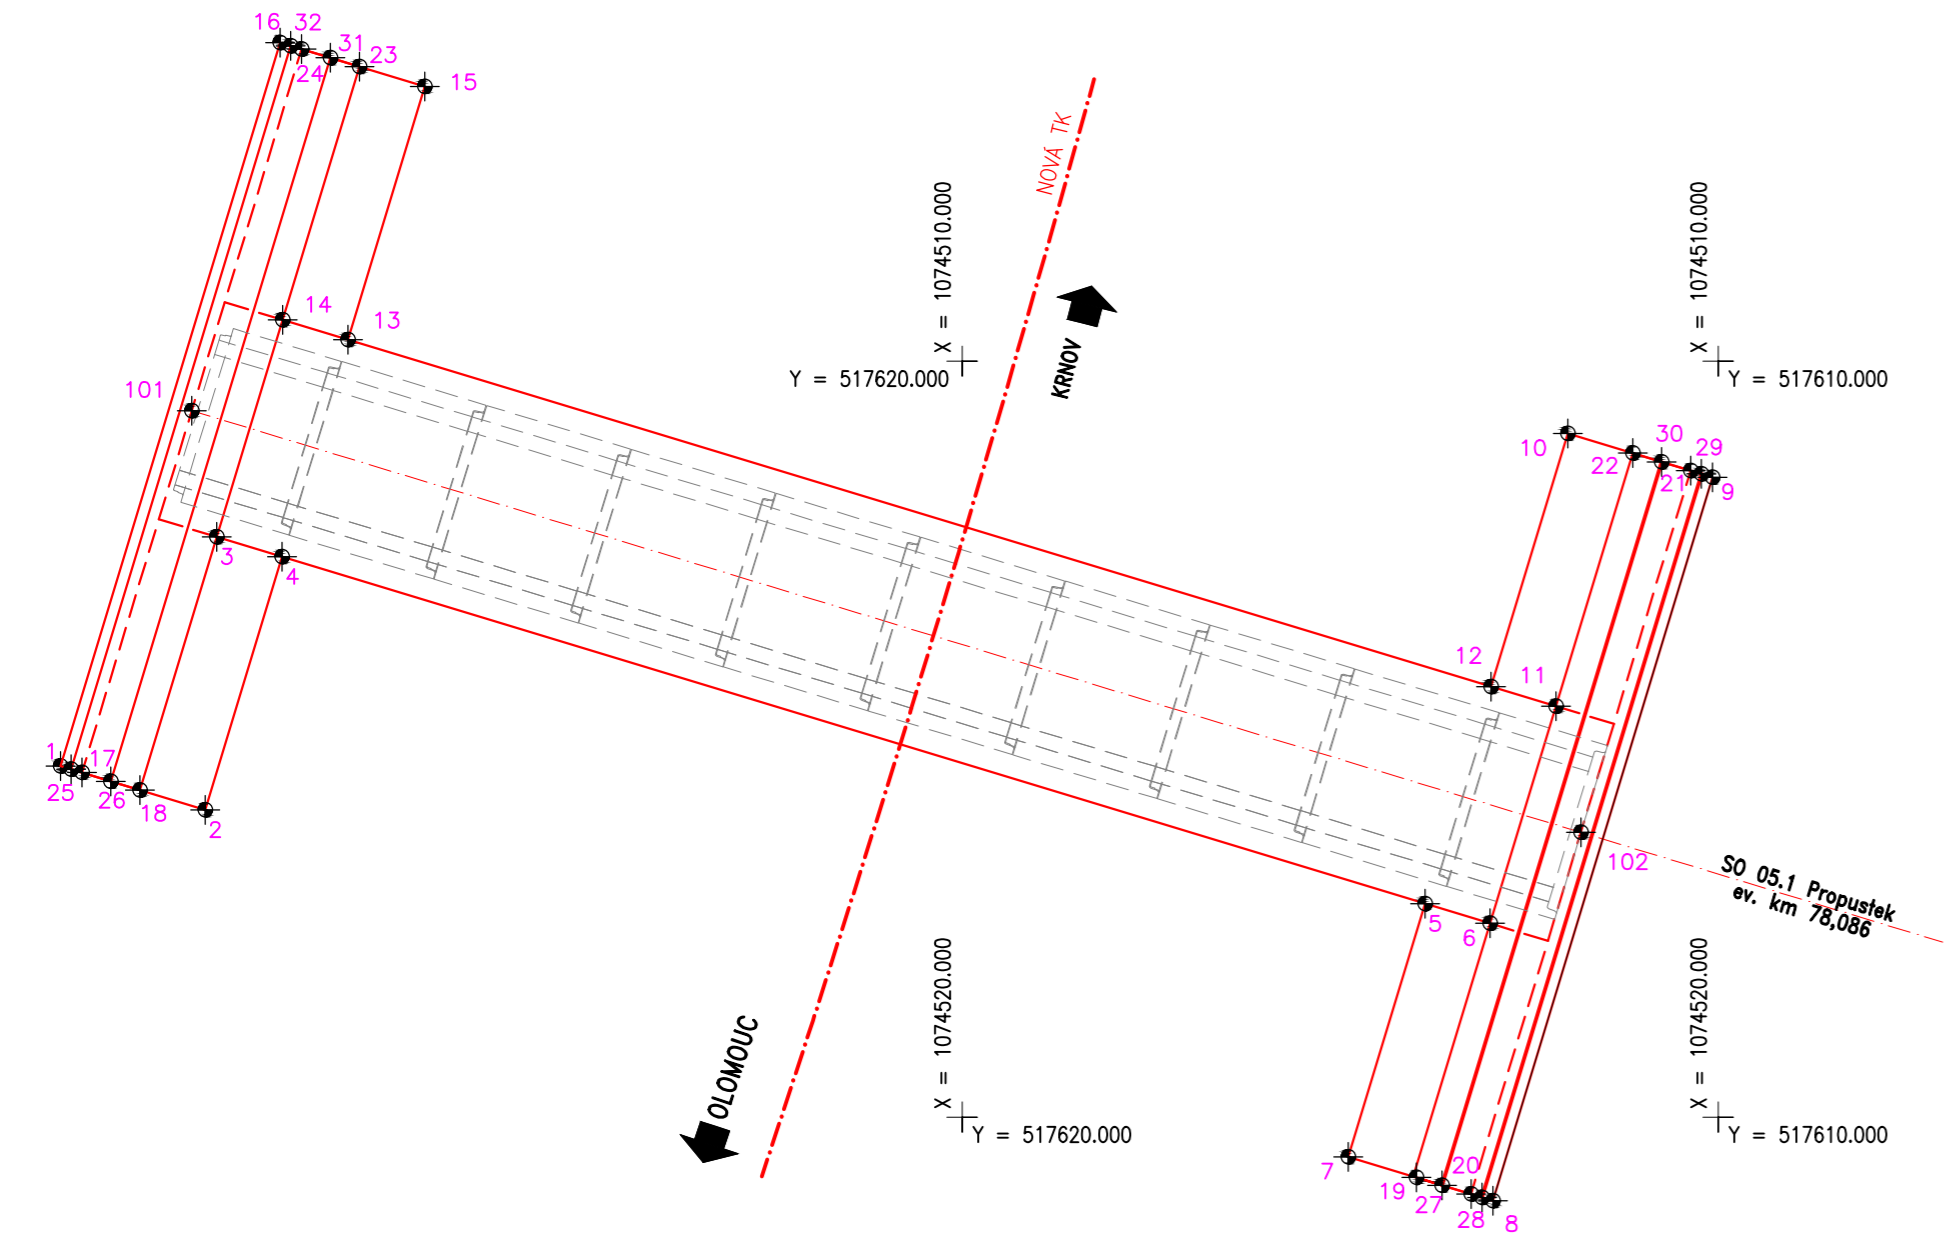 16
32
31
23
24
15
NOVÁ TK
X = 1074510.000
Y = 517620.000
X = 1074510.000
Y = 517610.000
KRNOV
14
13
101
10
30
29
22
21
9
3
4
12
11
1
17
25
26
18
2
5
6
102
SO 05.1 Propustek
ev. km 78,086
X = 1074520.000
Y = 517620.000
X = 1074520.000
Y = 517610.000
OLOMOUC
7
20
19
27
28
8